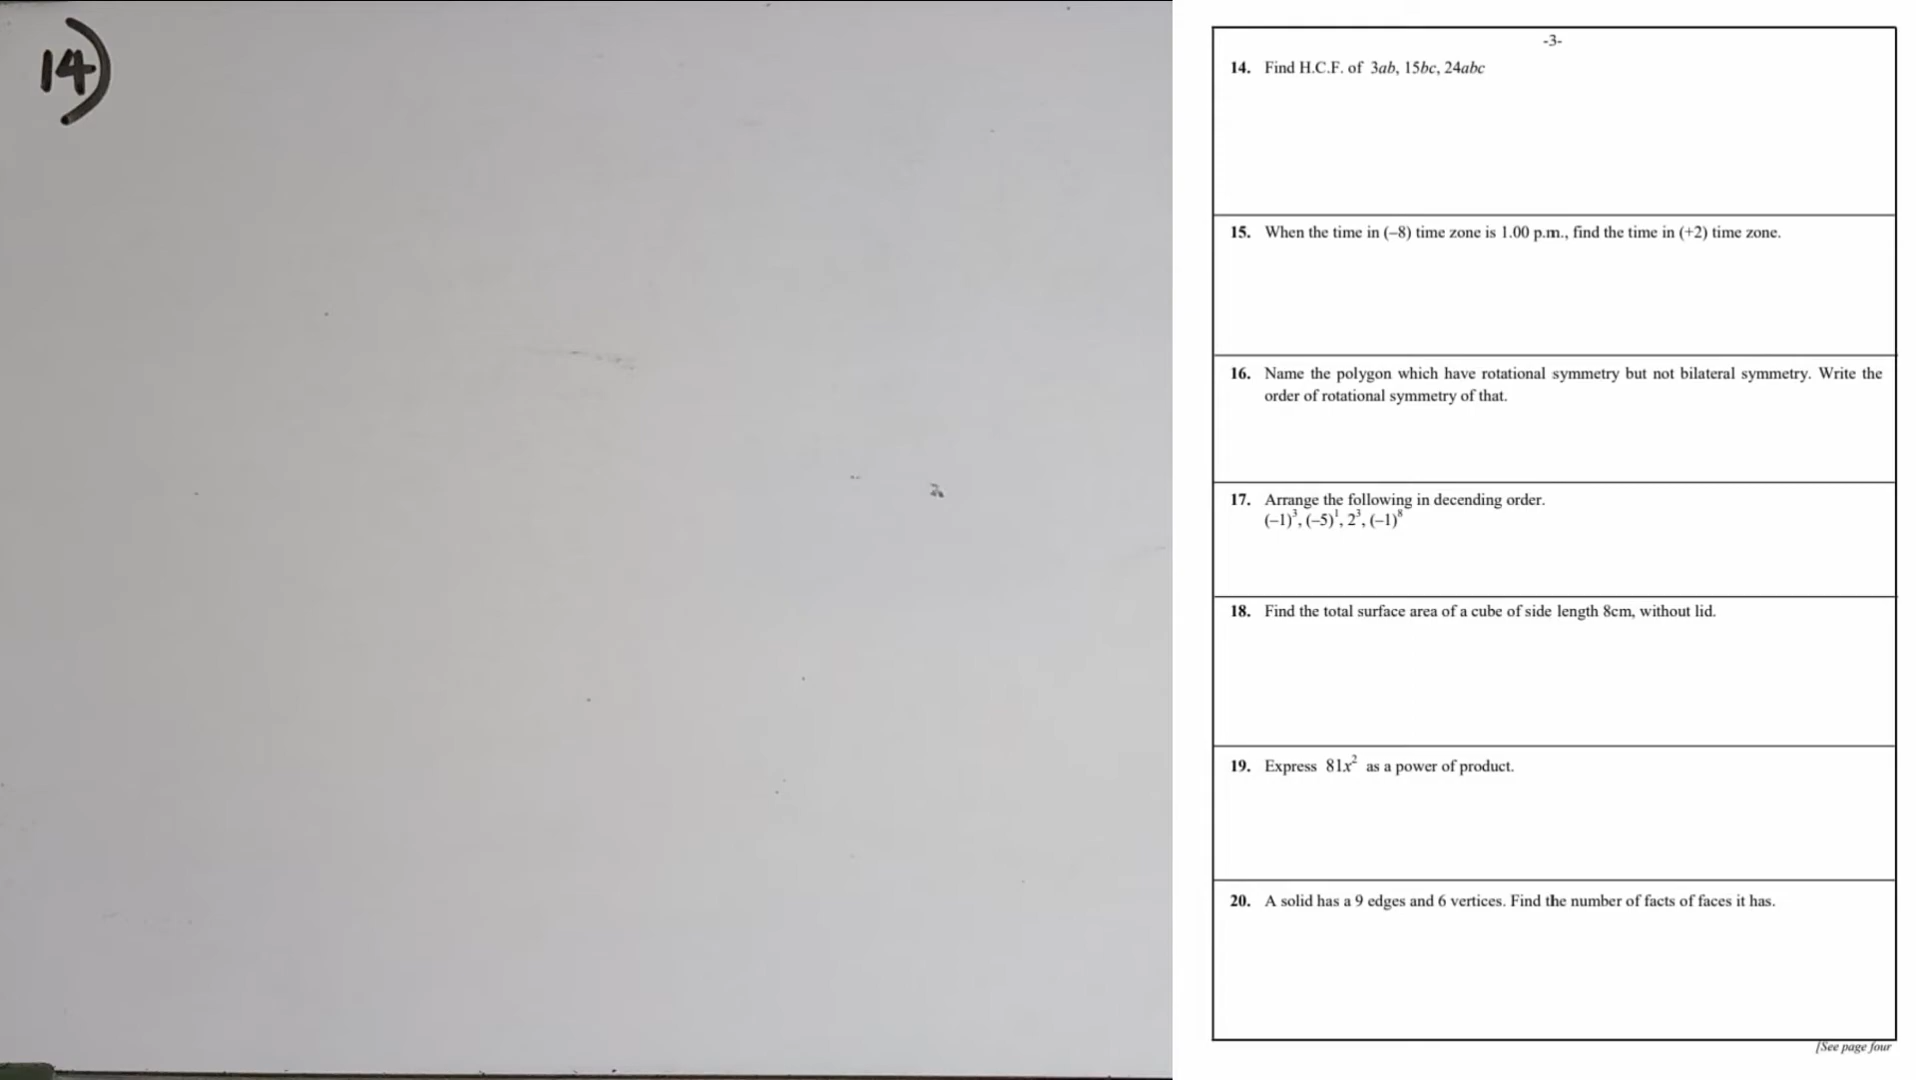 14)
-3-
14. Find H.C.F. of 3ab, 15bc, 24abc
15. When the time in (–8) time zone is 1.00 p.m., find the time in (+2) time zone.
16. Name the polygon which have rotational symmetry but not bilateral symmetry. Write the
order of rotational symmetry of that.
17. Arrange the following in decending order.
(–1)³, (–5)¹, 2³, (–1)⁸
18. Find the total surface area of a cube of side length 8cm, without lid.
19. Express 81x² as a power of product.
20. A solid has a 9 edges and 6 vertices. Find the number of facts of faces it has.
[See page four